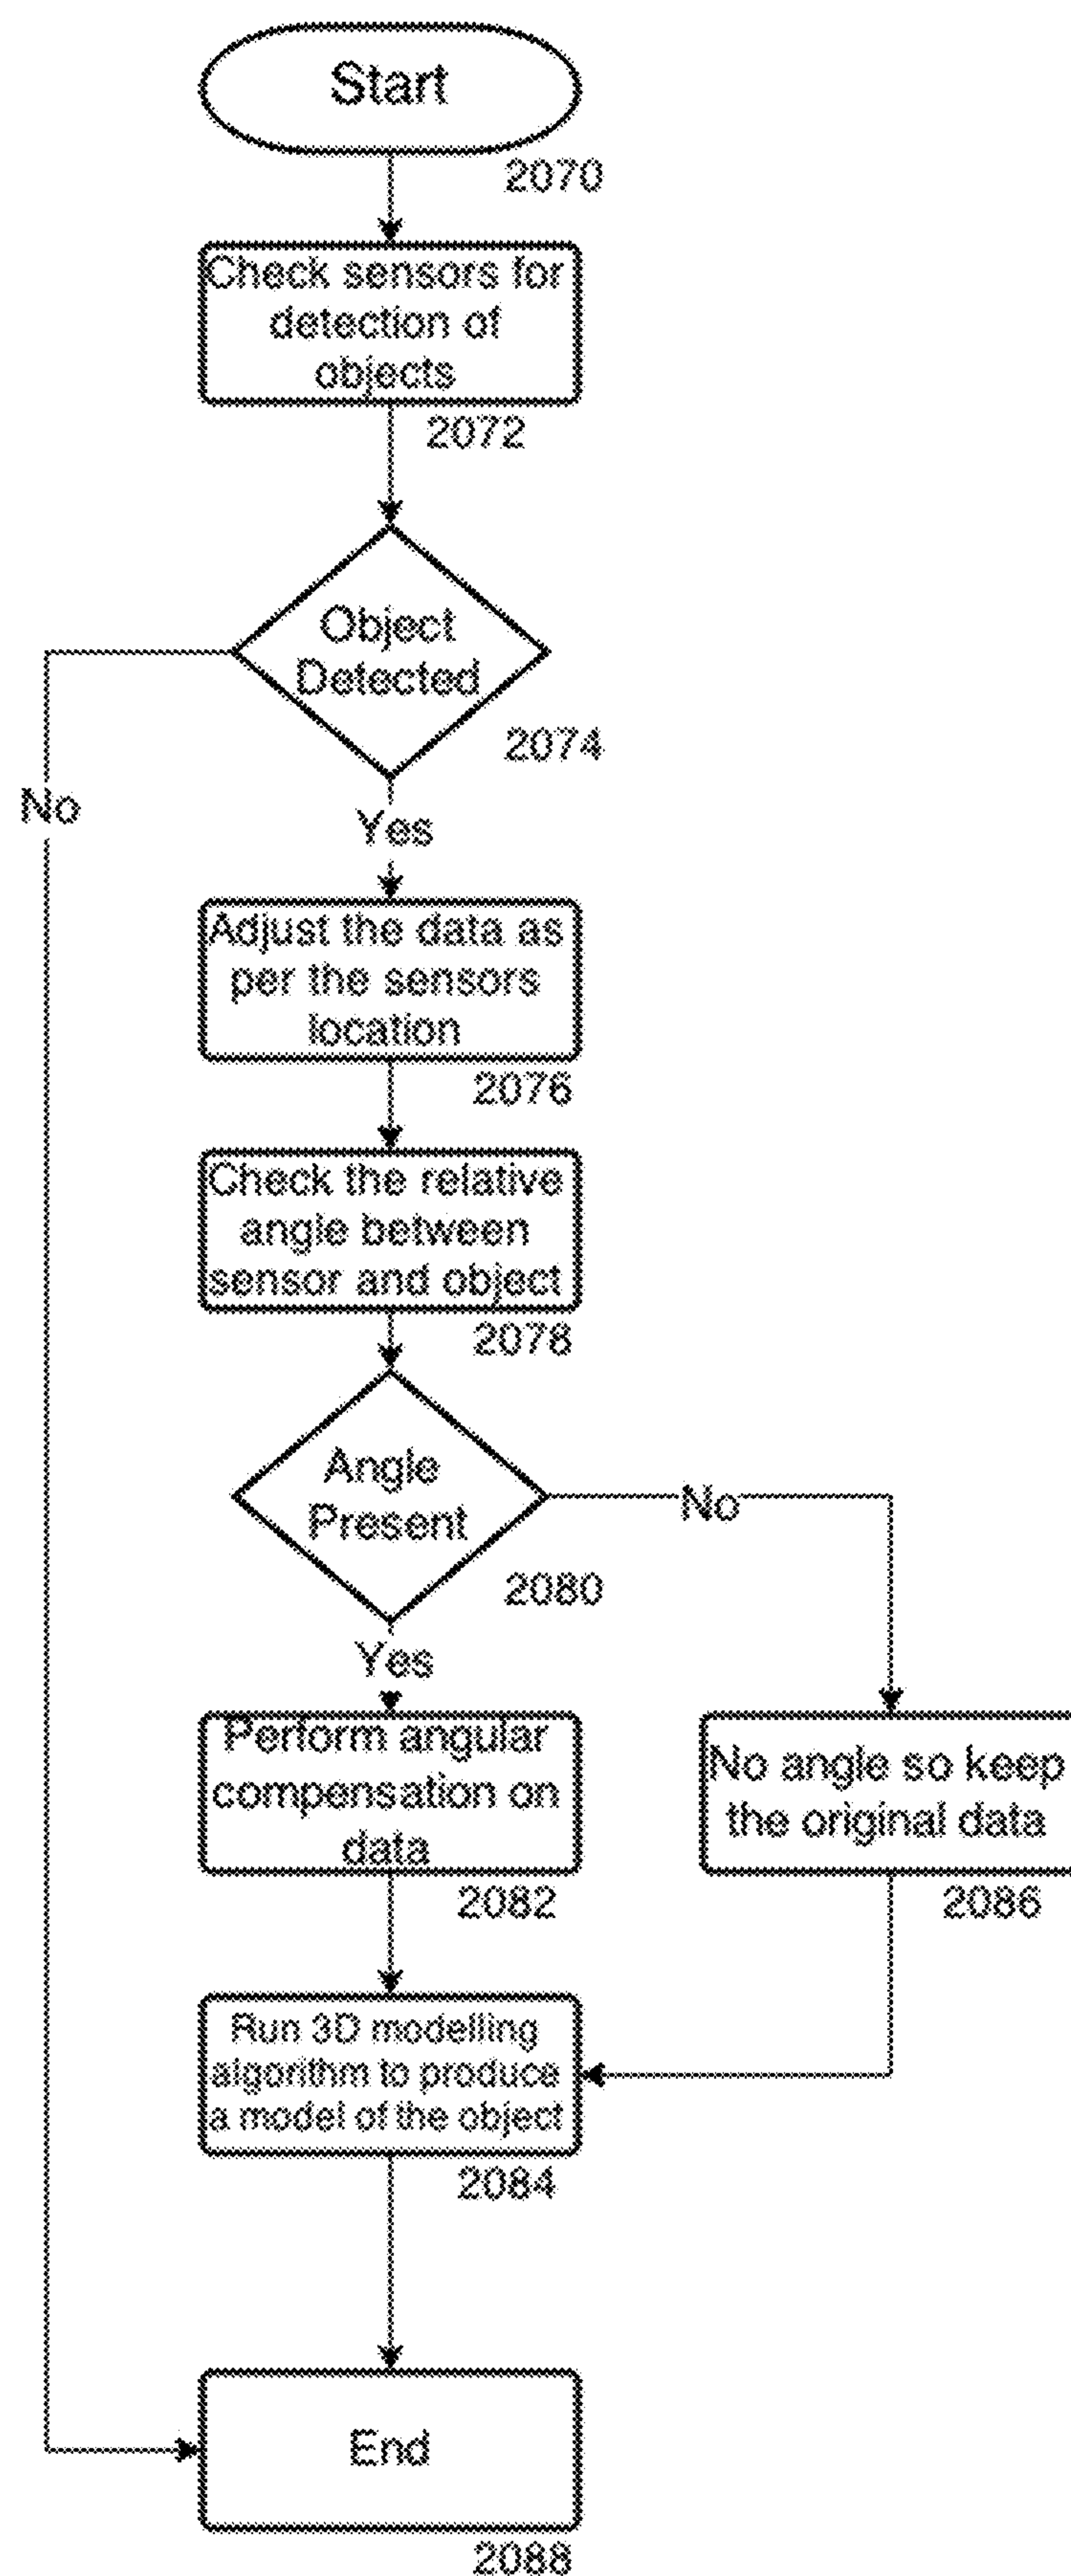 Start
2070
Check sensors for
detection of
objects
2072
Object
Detected
2074
No
Yes
Adjust the data as
per the sensors
location
2076
Check the relative
angle between
sensor and object
2078
Angle
Present
No
2080
Yes
Perform angular
compensation on
data
2082
No angle so keep
the original data
2086
Run 3D modelling
algorithm to produce
a model of the object
2084
End
2088